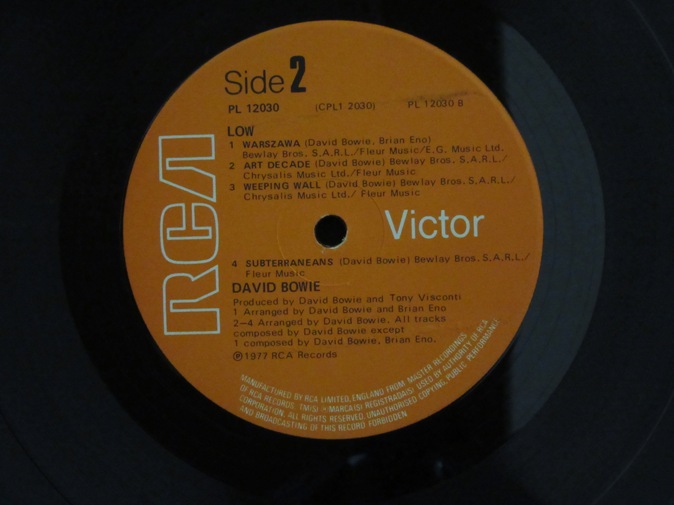 Side 2
PL 12030 (CPL1 2030) PL 12030 B
LOW
1 WARSZAWA (David Bowie, Brian Eno)
Bewlay Bros. S.A.R.L./Fleur Music/E.G. Music Ltd.
2 ART DECADE (David Bowie) Bewlay Bros. S.A.R.L./
Chrysalis Music Ltd./Fleur Music
3 WEEPING WALL (David Bowie) Bewlay Bros. S.A.R.L./
Chrysalis Music Ltd./ Fleur Music
RCA
Victor
4 SUBTERRANEANS (David Bowie) Bewlay Bros. S.A.R.L./
Fleur Music
DAVID BOWIE
Produced by David Bowie and Tony Visconti
1 Arranged by David Bowie and Brian Eno
2–4 Arranged by David Bowie. All tracks
composed by David Bowie except
1 composed by David Bowie, Brian Eno.
℗1977 RCA Records
MANUFACTURED BY RCA LIMITED, ENGLAND FROM MASTER RECORDINGS
OF RCA RECORDS. TM(S) ® MARCA(S) REGISTRADA(S) USED BY AUTHORITY OF RCA
CORPORATION. ALL RIGHTS RESERVED. UNAUTHORISED COPYING, PUBLIC PERFORMANCE
AND BROADCASTING OF THIS RECORD FORBIDDEN